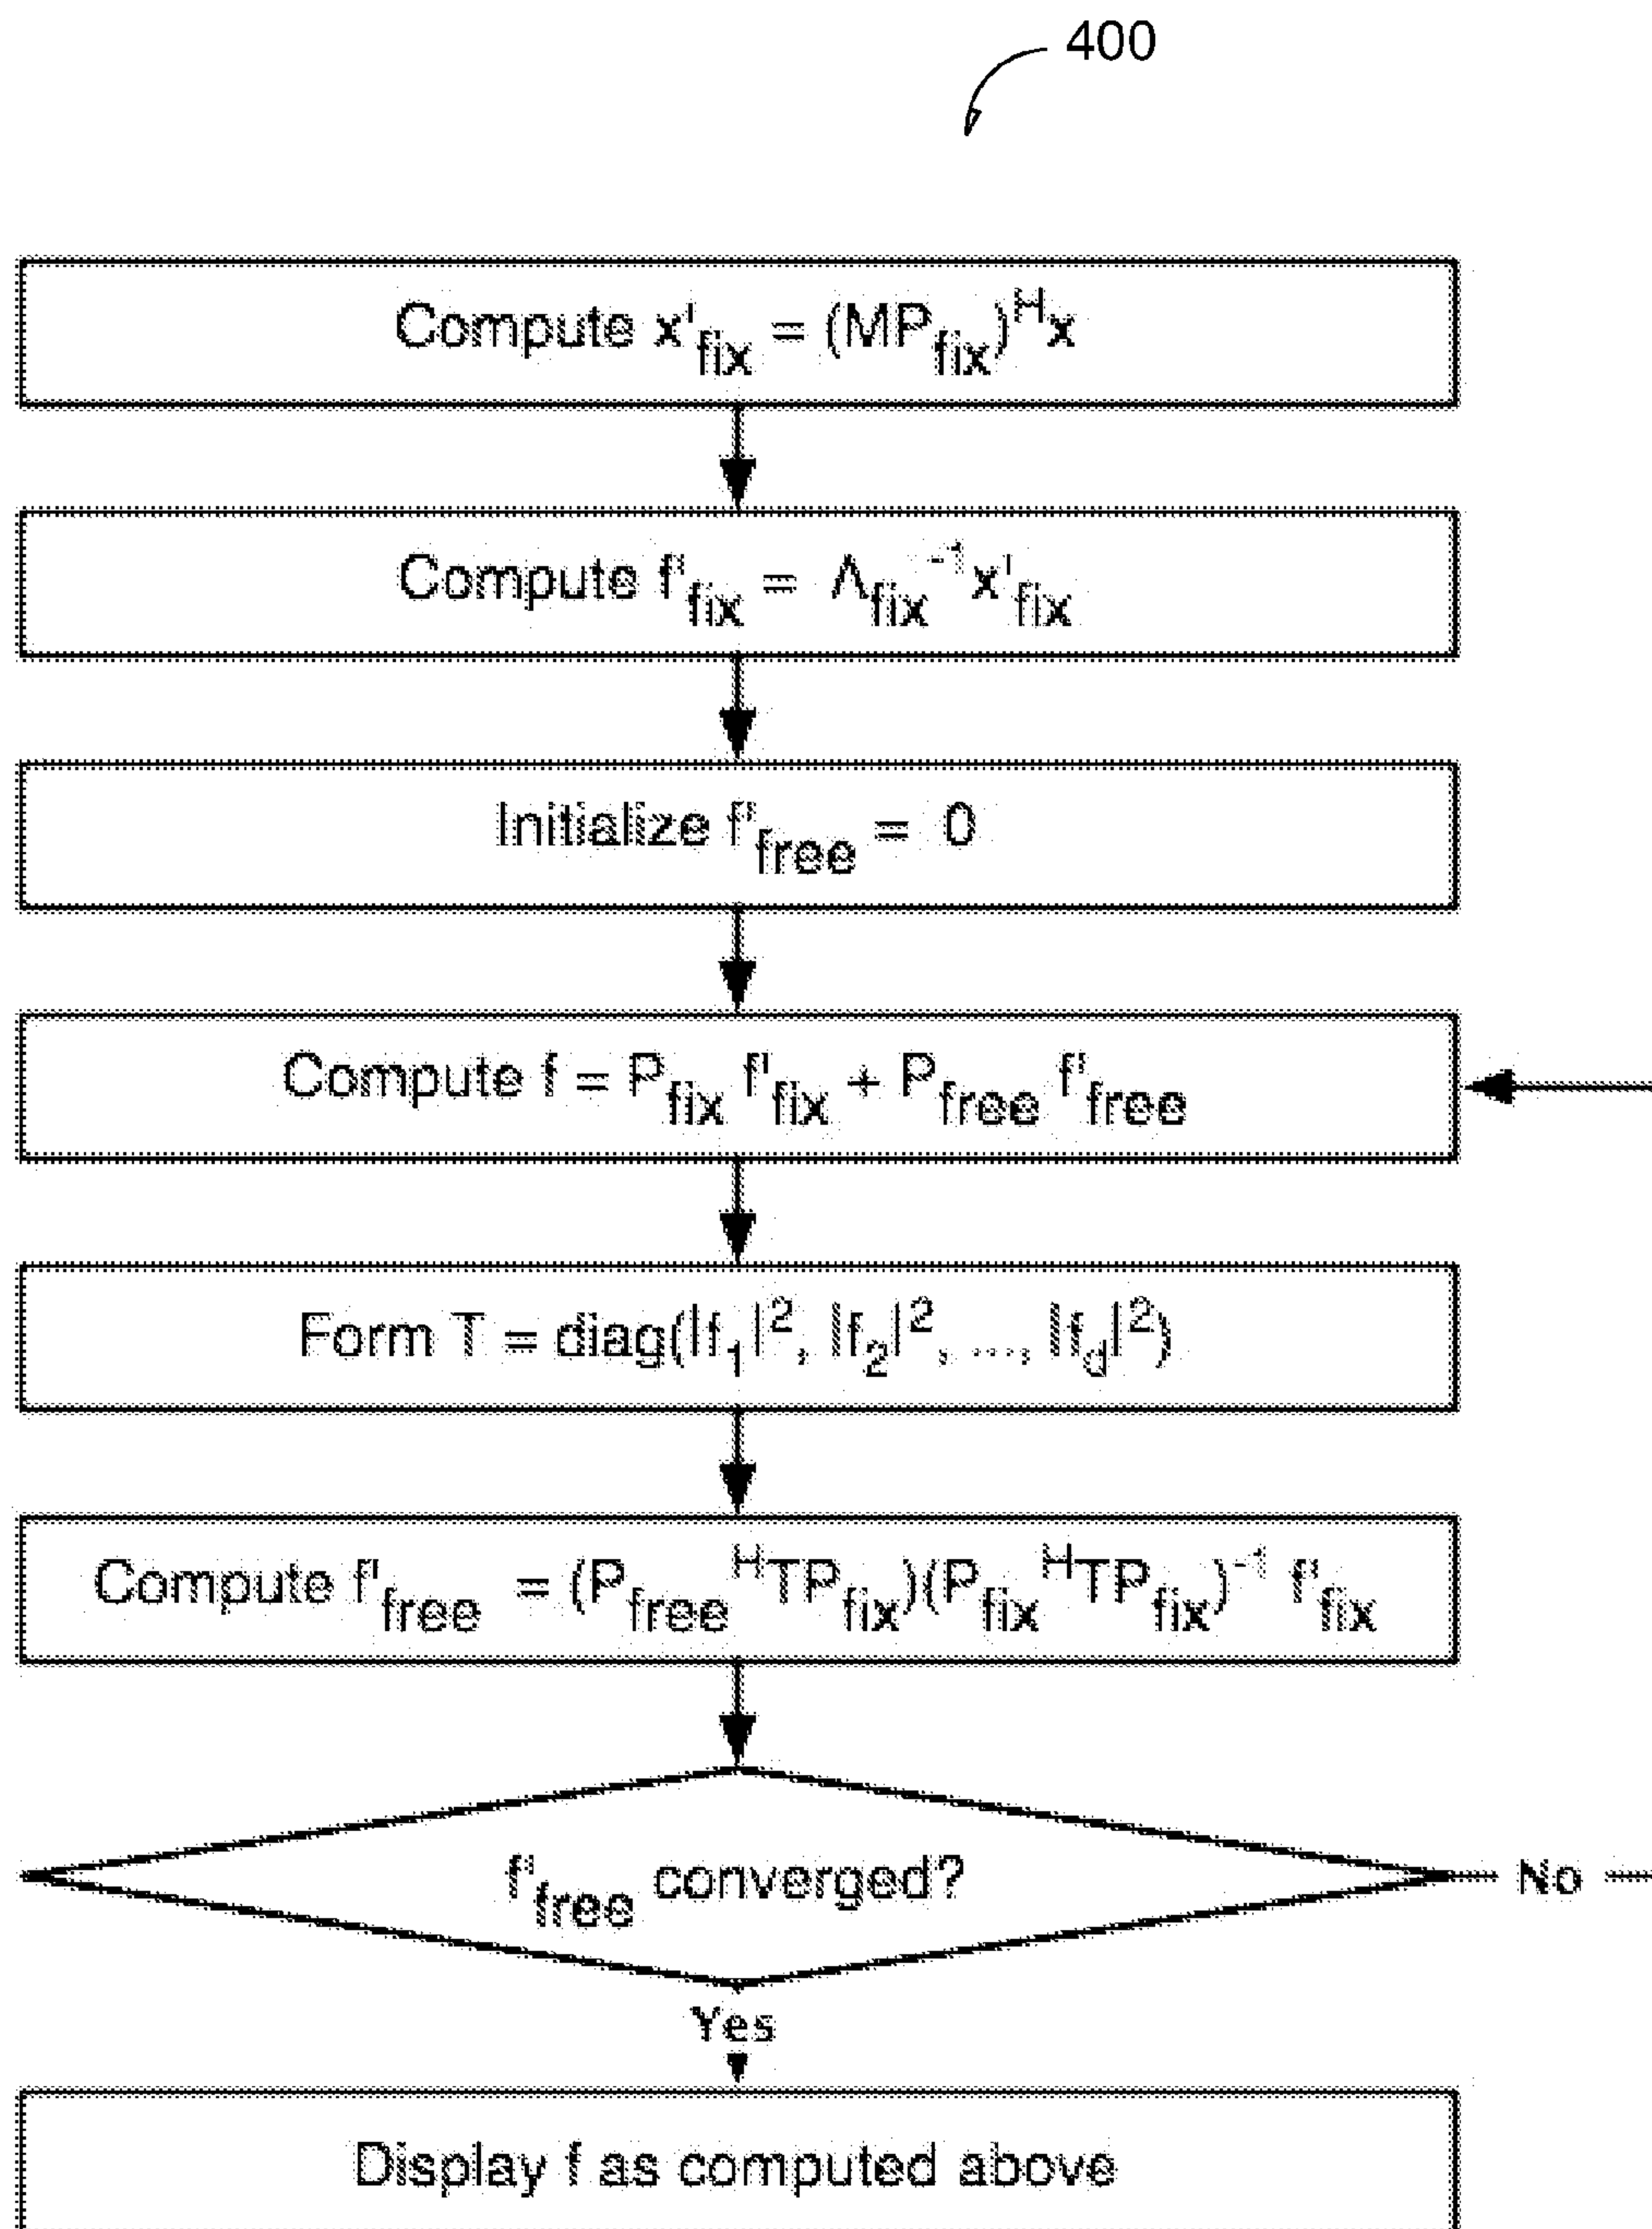 400
Compute x'fix = (MPfix)ᴴx
Compute f'fix = Λfix⁻¹x'fix
Initialize f'free = 0
Compute f = Pfix f'fix + Pfree f'free
Form T = diag(|f₁|², |f₂|², ..., |fd|²)
Compute f'free = (PfreeᴴTPfix)(PfixᴴTPfix)⁻¹ f'fix
f'free converged?
No
Yes
Display f as computed above